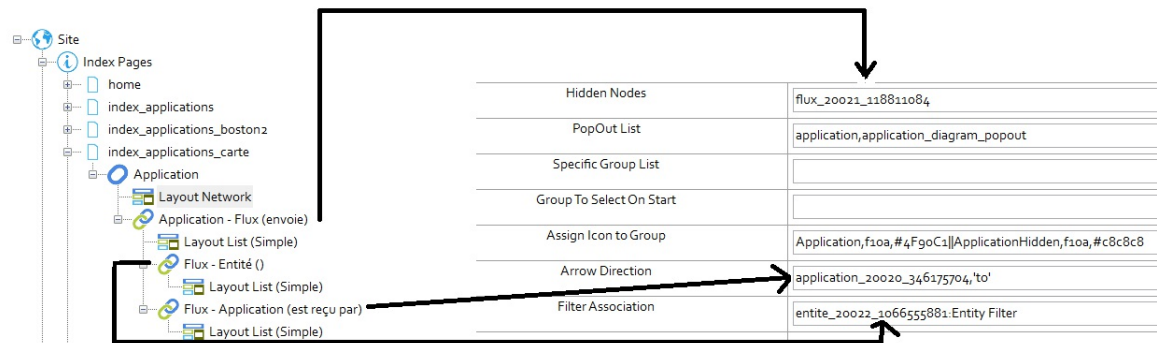 Site
Index Pages
home
index_applications
index_applications_boston2
index_applications_carte
Application
Layout Network
Application - Flux (envoie)
Layout List (Simple)
Flux - Entité ()
Layout List (Simple)
Flux - Application (est reçu par)
Layout List (Simple)
Hidden Nodes flux_20021_118811084
PopOut List application,application_diagram_popout
Specific Group List
Group To Select On Start
Assign Icon to Group Application,f10a,#4F90C1||ApplicationHidden,f10a,#c8c8c8
Arrow Direction application_20020_346175704,'to'
Filter Association entite_20022_1066555881:Entity Filter